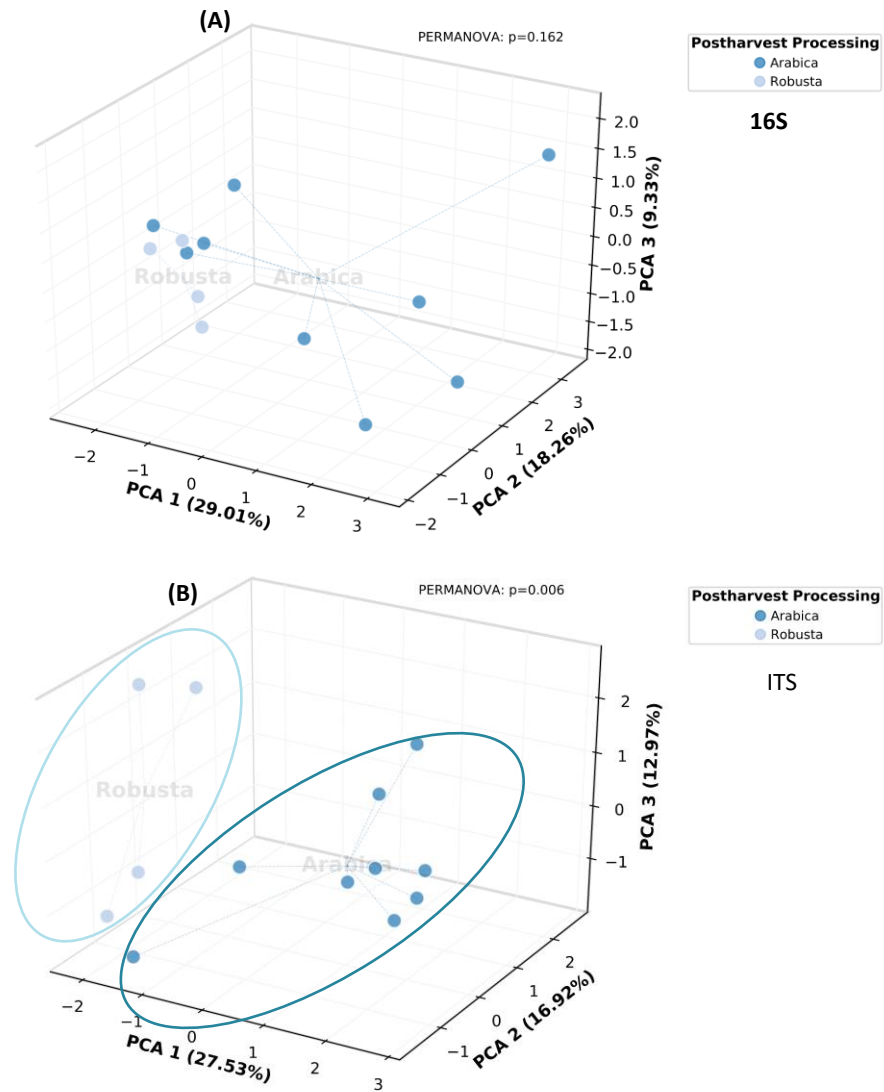 (A)
PERMANOVA: p=0.162
Postharvest Processing
Arabica
Robusta
16S
Robusta
Arabica
2.0
1.5
1.0
0.5
0.0
−0.5
−1.0
−1.5
−2.0
PCA 3 (9.33%)
3
2
1
0
−1
−2
PCA 2 (18.26%)
−2
−1
0
1
2
3
PCA 1 (29.01%)
(B)
PERMANOVA: p=0.006
Postharvest Processing
Arabica
Robusta
ITS
Robusta
Arabica
2
1
0
−1
PCA 3 (12.97%)
2
1
0
−1
PCA 2 (16.92%)
−2
−1
0
1
2
3
PCA 1 (27.53%)